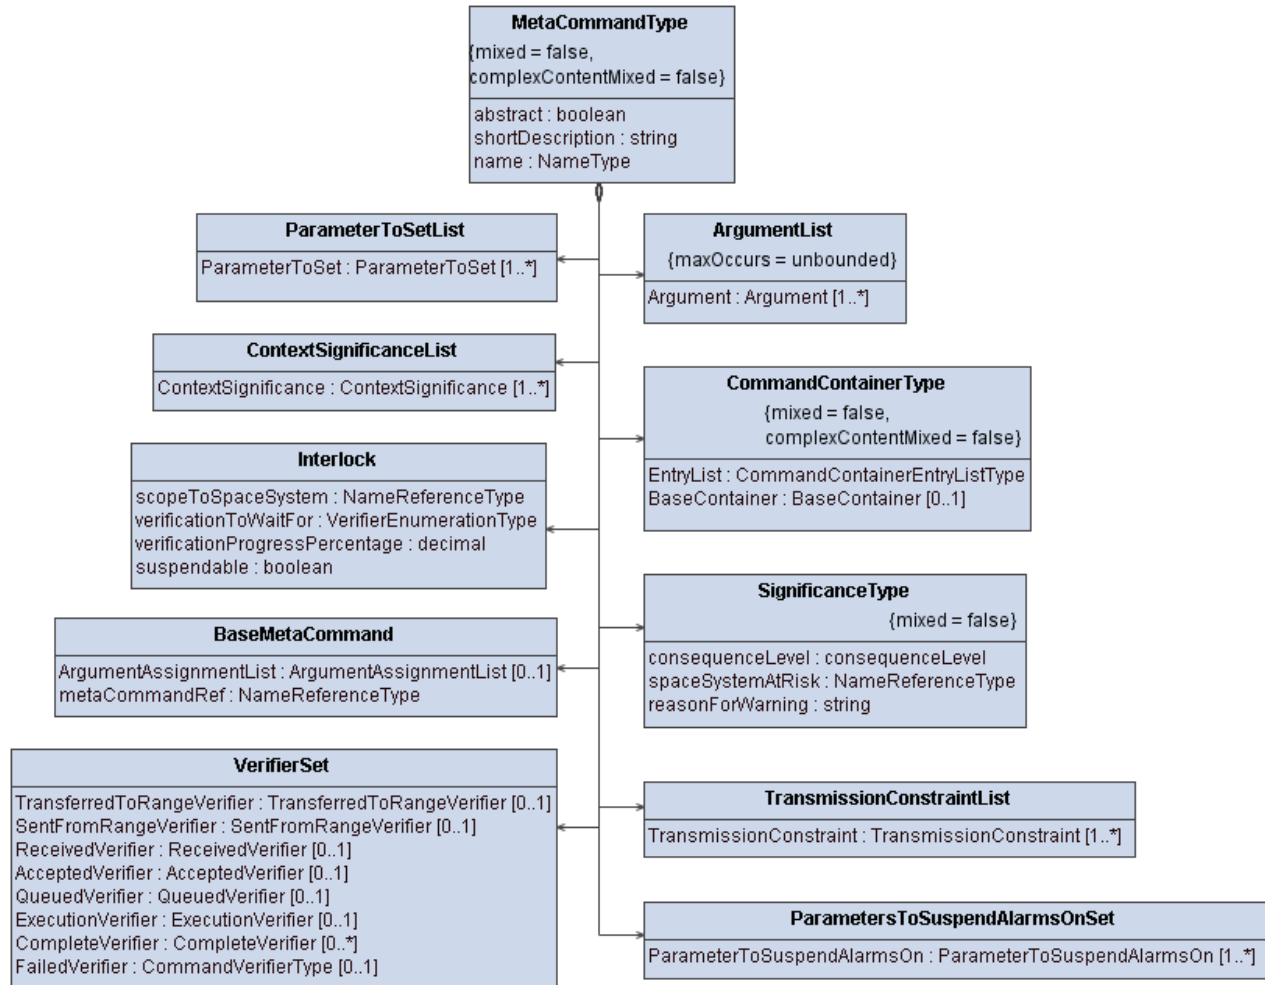 MetaCommandType
{mixed = false,
complexContentMixed = false}
abstract : boolean
shortDescription : string
name : NameType
ParameterToSetList
ParameterToSet : ParameterToSet [1..*]
ArgumentList
{maxOccurs = unbounded}
Argument : Argument [1..*]
ContextSignificanceList
ContextSignificance : ContextSignificance [1..*]
CommandContainerType
{mixed = false,
complexContentMixed = false}
EntryList : CommandContainerEntryListType
BaseContainer : BaseContainer [0..1]
Interlock
scopeToSpaceSystem : NameReferenceType
verificationToWaitFor : VerifierEnumerationType
verificationProgressPercentage : decimal
suspendable : boolean
SignificanceType
{mixed = false}
consequenceLevel : consequenceLevel
spaceSystemAtRisk : NameReferenceType
reasonForWarning : string
BaseMetaCommand
ArgumentAssignmentList : ArgumentAssignmentList [0..1]
metaCommandRef : NameReferenceType
VerifierSet
TransferredToRangeVerifier : TransferredToRangeVerifier [0..1]
SentFromRangeVerifier : SentFromRangeVerifier [0..1]
ReceivedVerifier : ReceivedVerifier [0..1]
AcceptedVerifier : AcceptedVerifier [0..1]
QueuedVerifier : QueuedVerifier [0..1]
ExecutionVerifier : ExecutionVerifier [0..1]
CompleteVerifier : CompleteVerifier [0..*]
FailedVerifier : CommandVerifierType [0..1]
TransmissionConstraintList
TransmissionConstraint : TransmissionConstraint [1..*]
ParametersToSuspendAlarmsOnSet
ParameterToSuspendAlarmsOn : ParameterToSuspendAlarmsOn [1..*]